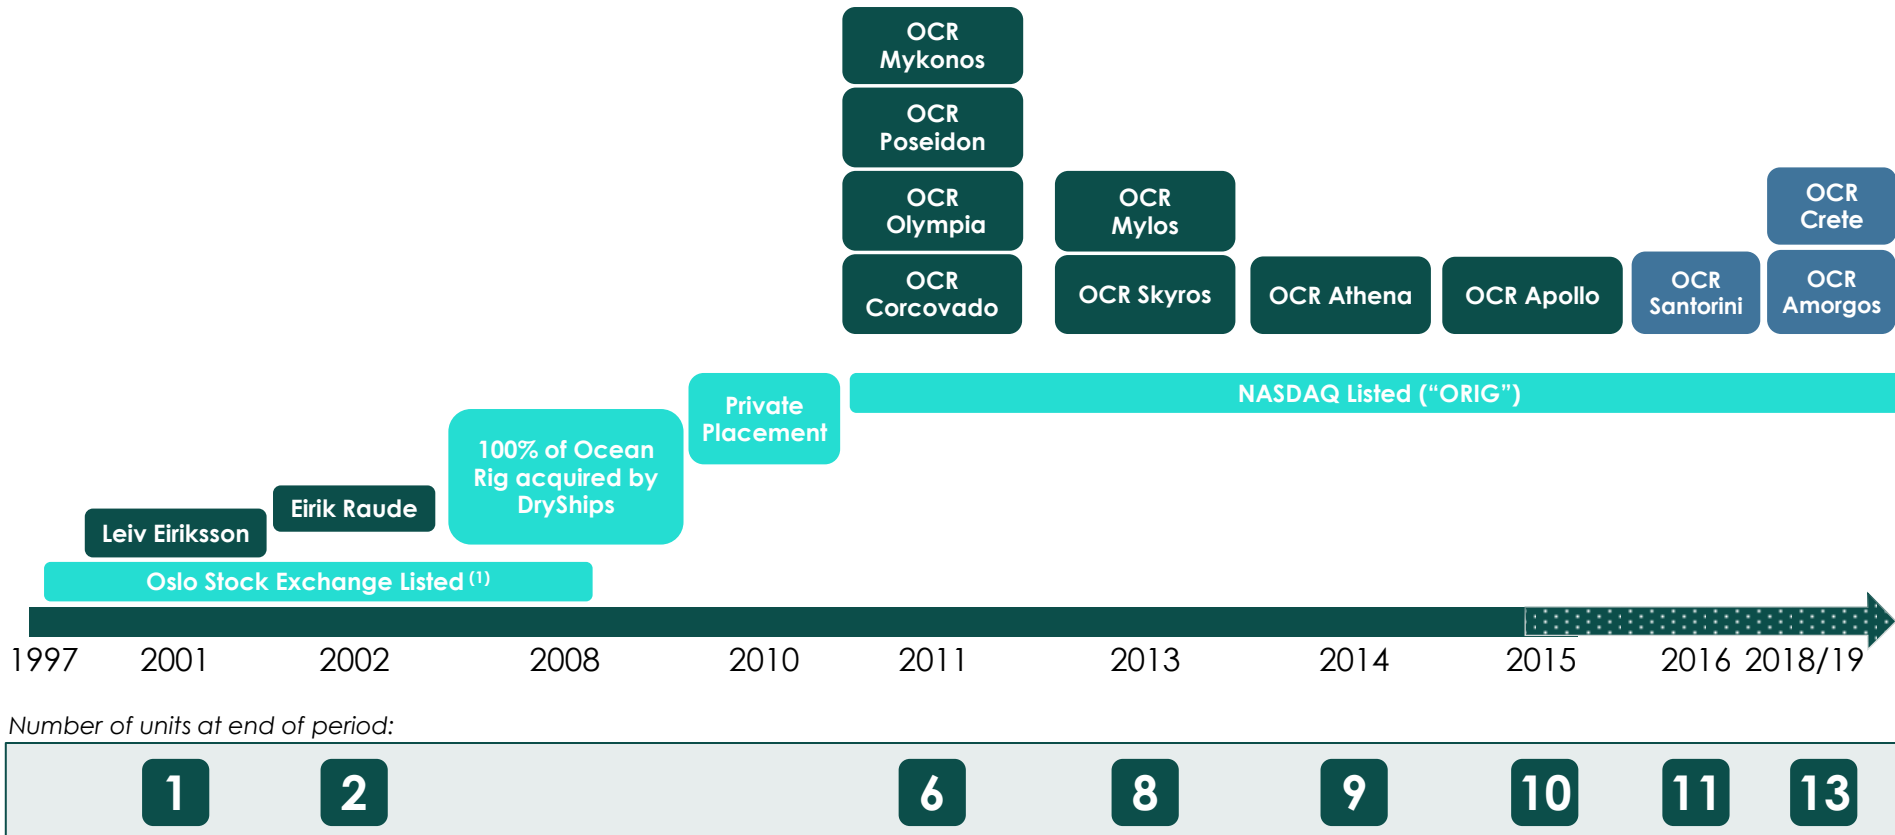 OCR
Mykonos
OCR
Poseidon
OCR
Olympia
OCR
Corcovado
OCR
Mylos
OCR Skyros
OCR Athena
OCR Apollo
OCR
Santorini
OCR
Crete
OCR
Amorgos
NASDAQ Listed (“ORIG”)
Private
Placement
100% of Ocean
Rig acquired by
DryShips
Eirik Raude
Leiv Eiriksson
Oslo Stock Exchange Listed (1)
1997 2001 2002 2008 2010 2011 2013 2014 2015 2016 2018/19
Number of units at end of period:
1 2 6 8 9 10 11 13